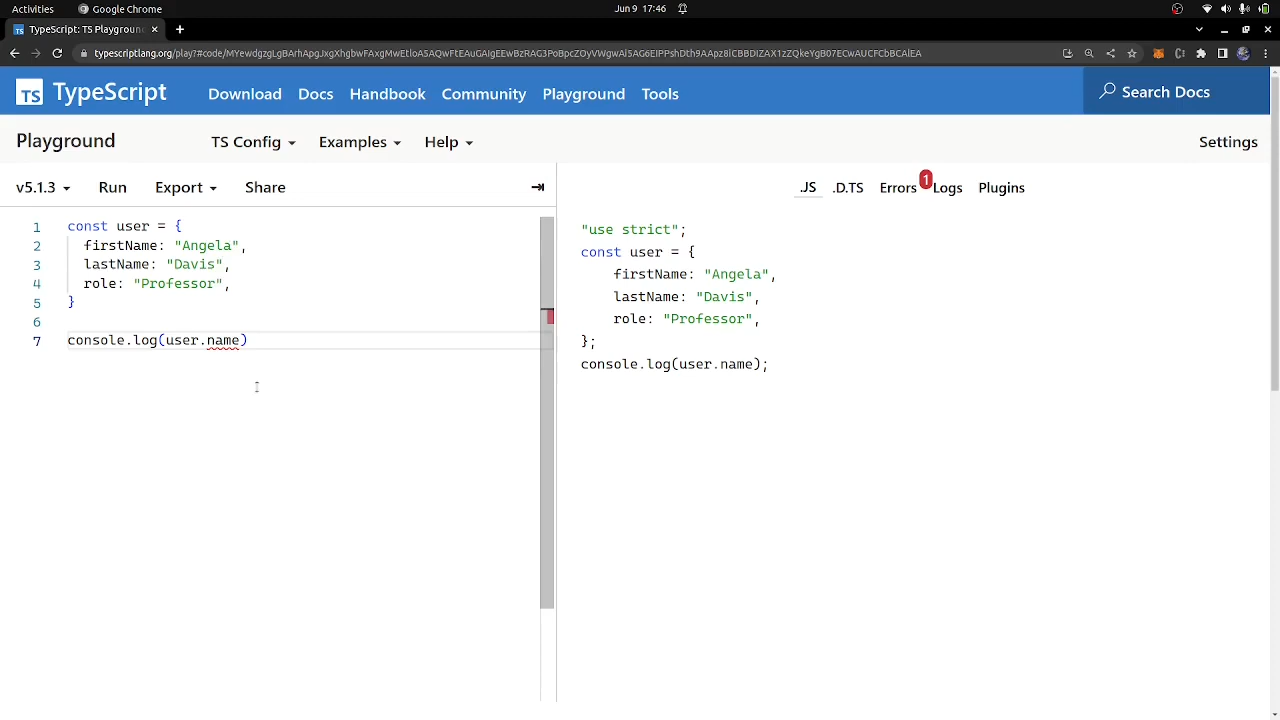 Activities Google Chrome Jun 9 17:46
TypeScript: TS Playground
typescriptlang.org/play?#code/
TS TypeScript Download Docs Handbook Community Playground Tools Search Docs
Playground TS Config Examples Help Settings
v5.1.3 Run Export Share
.JS .D.TS Errors 1 Logs Plugins
1 const user = {
2 firstName: "Angela",
3 lastName: "Davis",
4 role: "Professor",
5 }
6
7 console.log(user.name)
"use strict";
const user = {
firstName: "Angela",
lastName: "Davis",
role: "Professor",
};
console.log(user.name);